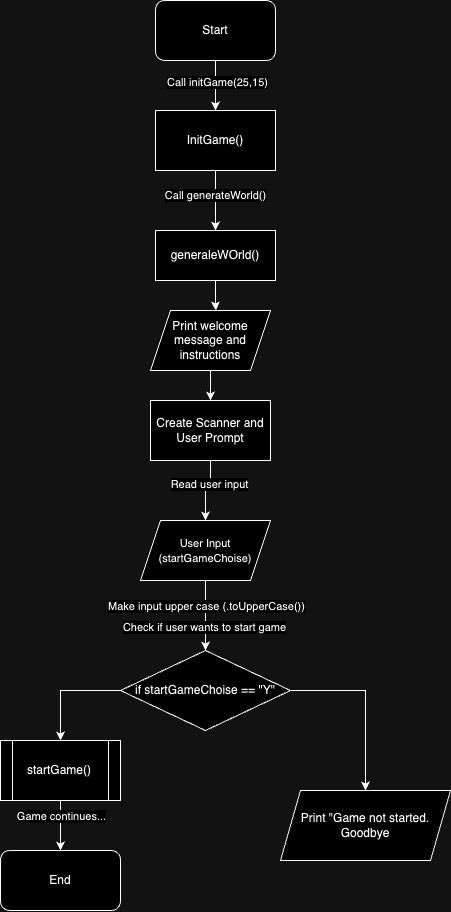 Start
Call initGame(25,15)
InitGame()
Call generateWorld()
generaleWOrld()
Print welcome
message and
instructions
Create Scanner and
User Prompt
Read user input
User Input
(startGameChoise)
Make input upper case (.toUpperCase())
Check if user wants to start game
if startGameChoise == "Y"
startGame()
Game continues...
Print "Game not started.
Goodbye
End